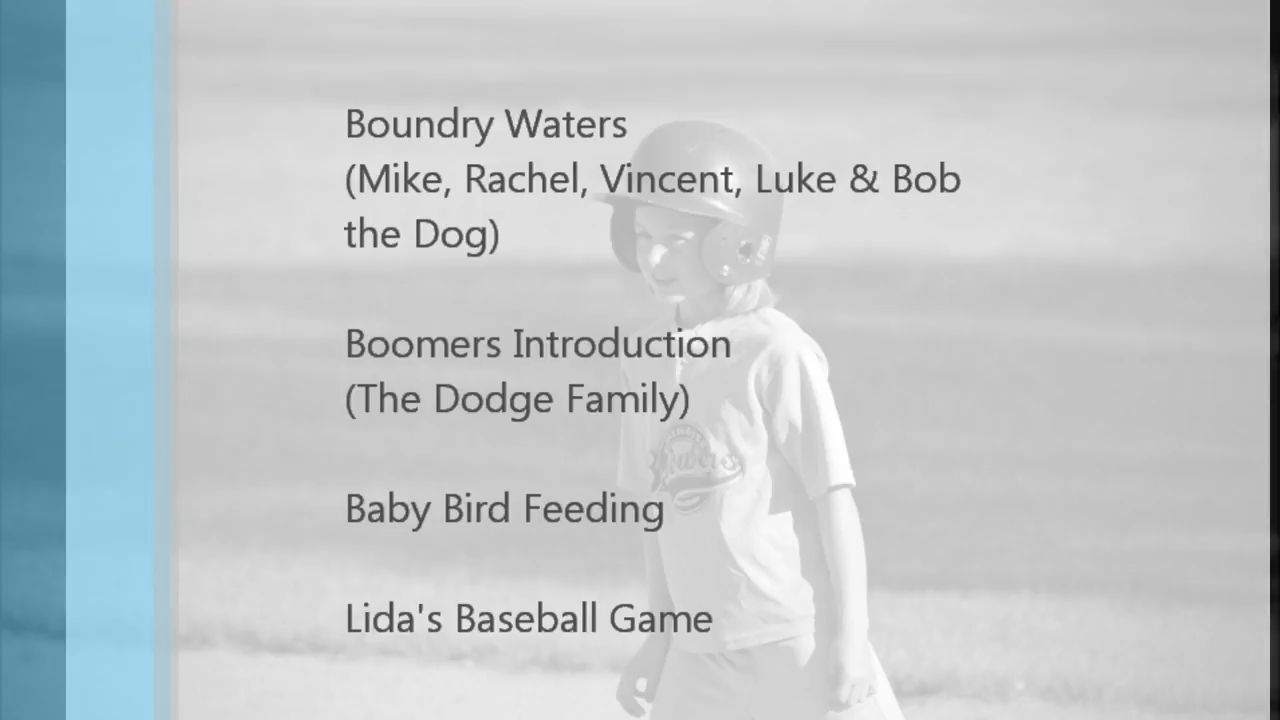 Boundry Waters
(Mike, Rachel, Vincent, Luke & Bob
the Dog)
Boomers Introduction
(The Dodge Family)
Baby Bird Feeding
Lida's Baseball Game